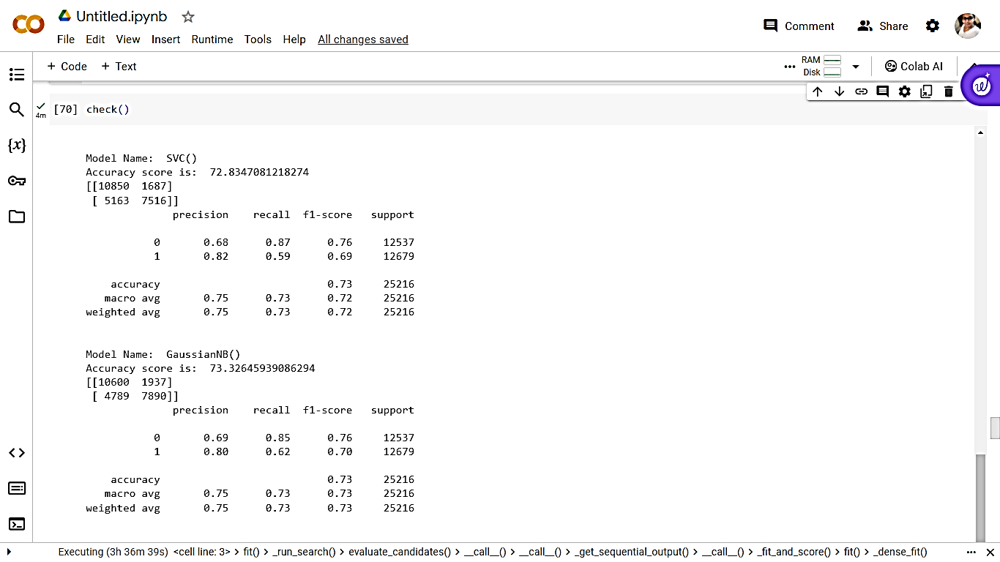 Untitled.ipynb
File Edit View Insert Runtime Tools Help All changes saved
Comment Share
+ Code + Text
RAM
Disk
Colab AI
[70] check()
4m
{x}
Model Name:  SVC()
Accuracy score is:  72.8347081218274
[[10850  1687]
 [ 5163  7516]]
              precision    recall  f1-score   support
           0       0.68      0.87      0.76     12537
           1       0.82      0.59      0.69     12679
    accuracy                           0.73     25216
   macro avg       0.75      0.73      0.72     25216
weighted avg       0.75      0.73      0.72     25216
Model Name:  GaussianNB()
Accuracy score is:  73.32645939086294
[[10600  1937]
 [ 4789  7890]]
              precision    recall  f1-score   support
           0       0.69      0.85      0.76     12537
           1       0.80      0.62      0.70     12679
    accuracy                           0.73     25216
   macro avg       0.75      0.73      0.73     25216
weighted avg       0.75      0.73      0.73     25216
Executing (3h 36m 39s) <cell line: 3> > fit() > _run_search() > evaluate_candidates() > __call__() > __call__() > _get_sequential_output() > __call__() > _fit_and_score() > fit() > _dense_fit()